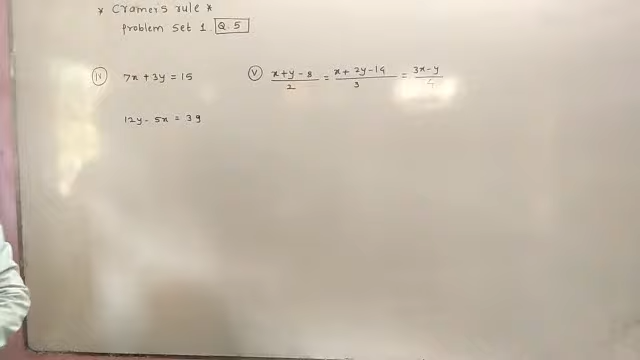 * Cramer's rule *
problem set 1 Q.5
(iv) 7x + 3y = 15
12y - 5x = 39
(v) x+y-8/2 = x+2y-14/3 = 3x-y/4